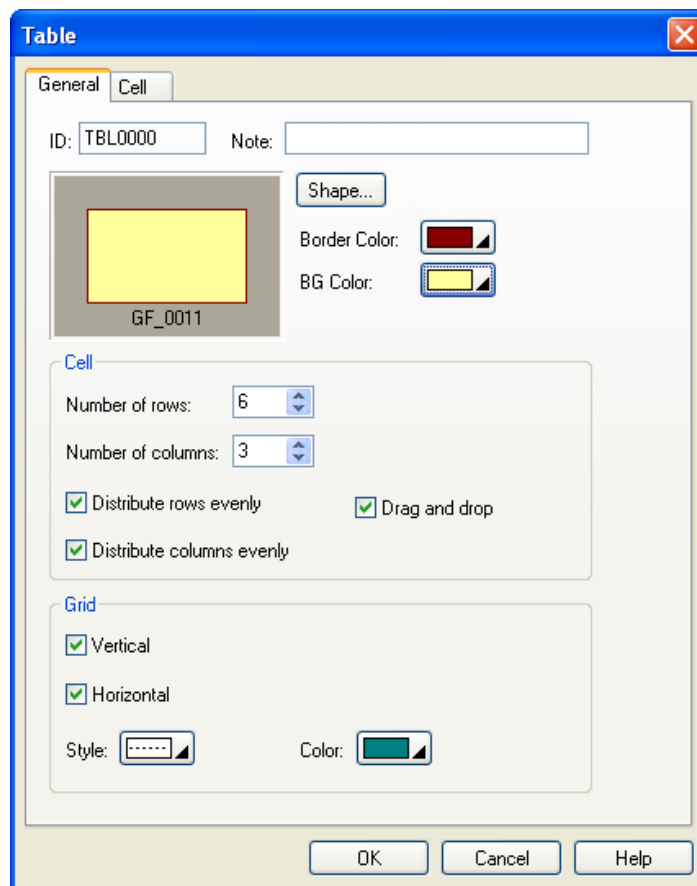 Table
General Cell
ID: TBL0000 Note:
Shape...
Border Color:
BG Color:
GF_0011
Cell
Number of rows: 6
Number of columns: 3
Distribute rows evenly Drag and drop
Distribute columns evenly
Grid
Vertical
Horizontal
Style: Color:
OK Cancel Help